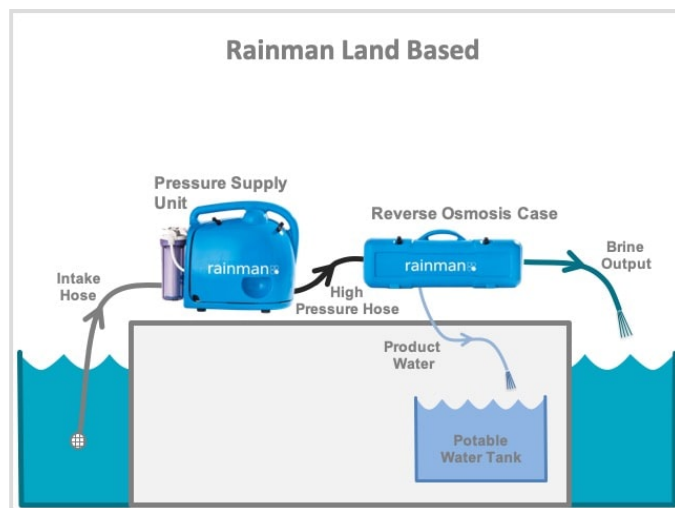 Rainman Land Based
Pressure Supply
Unit
Reverse Osmosis Case
Brine
Output
Intake
Hose
rainman
rainman
High
Pressure Hose
Product
Water
Potable
Water Tank